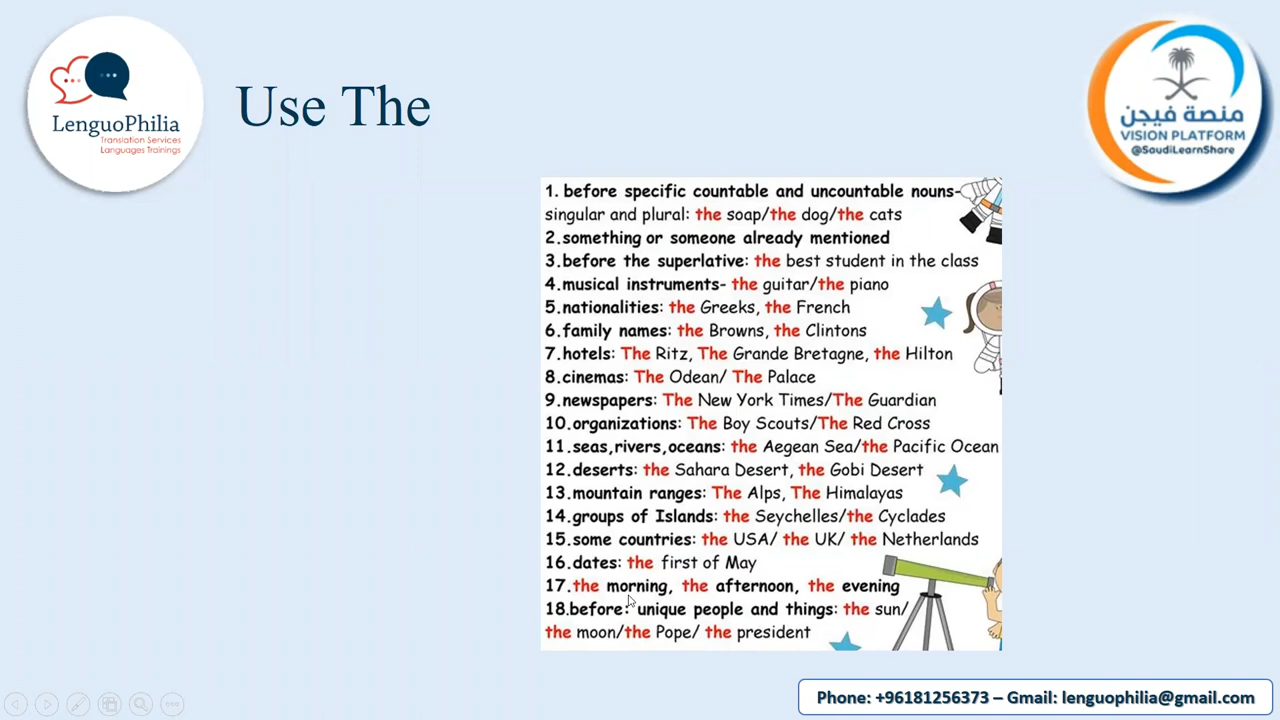 LenguoPhilia
Translation Services
Languages Trainings
Use The
منصة فيجن
VISION PLATFORM
@SaudiLearnShare
1. before specific countable and uncountable nouns-
singular and plural: the soap/the dog/the cats
2.something or someone already mentioned
3.before the superlative: the best student in the class
4.musical instruments- the guitar/the piano
5.nationalities: the Greeks, the French
6.family names: the Browns, the Clintons
7.hotels: The Ritz, The Grande Bretagne, the Hilton
8.cinemas: The Odean/ The Palace
9.newspapers: The New York Times/The Guardian
10.organizations: The Boy Scouts/The Red Cross
11.seas,rivers,oceans: the Aegean Sea/the Pacific Ocean
12.deserts: the Sahara Desert, the Gobi Desert
13.mountain ranges: The Alps, The Himalayas
14.groups of Islands: the Seychelles/the Cyclades
15.some countries: the USA/ the UK/ the Netherlands
16.dates: the first of May
17.the morning, the afternoon, the evening
18.before: unique people and things: the sun/
the moon/the Pope/ the president
Phone: +96181256373 – Gmail: lenguophilia@gmail.com